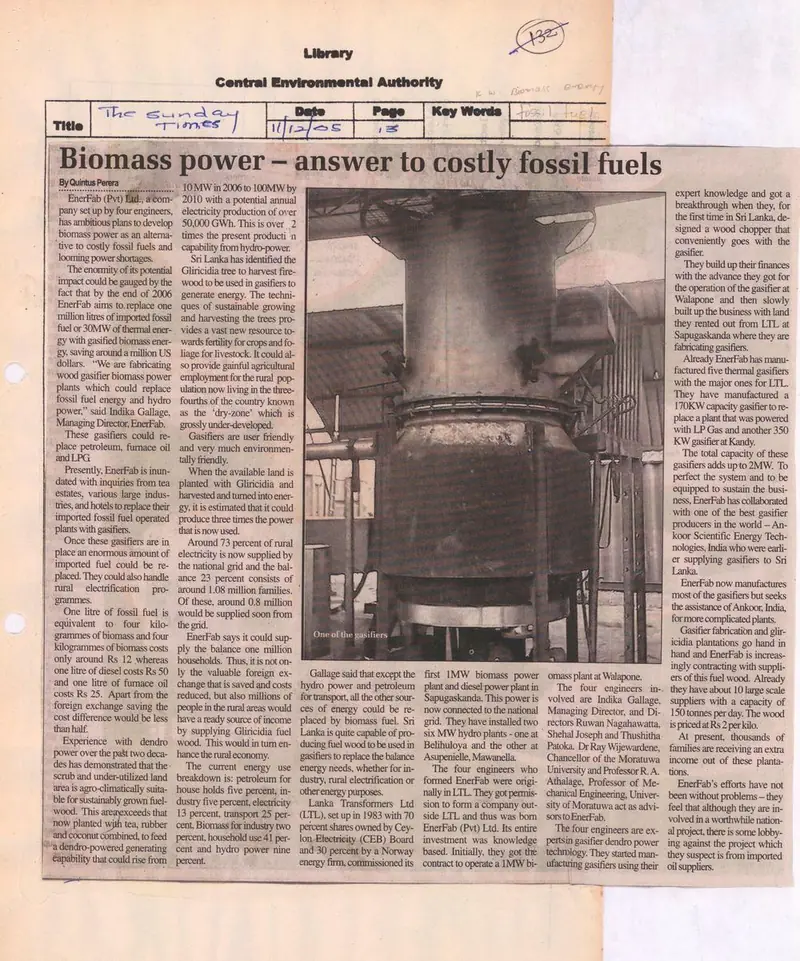 132
Library
Central Environmental Authority
K.W. Biomass energy
Title The Sunday Times Date 11/12/05 Page 13 Key Words fossil fuels
Biomass power – answer to costly fossil fuels
By Quintus Perera
EnerFab (Pvt) Ltd., a com-
pany set up by four engineers,
has ambitious plans to develop
biomass power as an alterna-
tive to costly fossil fuels and
looming power shortages.
The enormity of its potential
impact could be gauged by the
fact that by the end of 2006
EnerFab aims to replace one
million litres of imported fossil
fuel or 30MW of thermal ener-
gy with gasified biomass ener-
gy, saving around a million US
dollars. “We are fabricating
wood gasifier biomass power
plants which could replace
fossil fuel energy and hydro
power,” said Indika Gallage,
Managing Director, EnerFab.
These gasifiers could re-
place petroleum, furnace oil
and LPG.
Presently, EnerFab is inun-
dated with inquiries from tea
estates, various large indus-
tries, and hotels to replace their
imported fossil fuel operated
plants with gasifiers.
Once these gasifiers are in
place an enormous amount of
imported fuel could be re-
placed. They could also handle
rural electrification pro-
grammes.
One litre of fossil fuel is
equivalent to four kilo-
grammes of biomass and four
kilogrammes of biomass costs
only around Rs 12 whereas
one litre of diesel costs Rs 50
and one litre of furnace oil
costs Rs 25. Apart from the
foreign exchange saving the
cost difference would be less
than half.
Experience with dendro
power over the past two deca-
des has demonstrated that the
scrub and under-utilized land
area is agro-climatically suita-
ble for sustainably grown fuel-
wood. This area exceeds that
now planted with tea, rubber
and coconut combined, to feed
a dendro-powered generating
capability that could rise from
10 MW in 2006 to 100MW by
2010 with a potential annual
electricity production of over
50,000 GWh. This is over 2
times the present producti n
capability from hydro-power.
Sri Lanka has identified the
Gliricidia tree to harvest fire-
wood to be used in gasifiers to
generate energy. The techni-
ques of sustainable growing
and harvesting the trees pro-
vides a vast new resource to-
wards fertility for crops and fo-
liage for livestock. It could al-
so provide gainful agricultural
employment for the rural pop-
ulation now living in the three-
fourths of the country known
as the ‘dry-zone’ which is
grossly under-developed.
Gasifiers are user friendly
and very much environmen-
tally friendly.
When the available land is
planted with Gliricidia and
harvested and turned into ener-
gy, it is estimated that it could
produce three times the power
that is now used.
Around 73 percent of rural
electricity is now supplied by
the national grid and the bal-
ance 23 percent consists of
around 1.08 million families.
Of these, around 0.8 million
would be supplied soon from
the grid.
EnerFab says it could sup-
ply the balance one million
households. Thus, it is not on-
ly the valuable foreign ex-
change that is saved and costs
reduced, but also millions of
people in the rural areas would
have a ready source of income
by supplying Gliricidia fuel
wood. This would in turn en-
hance the rural economy.
The current energy use
breakdown is: petroleum for
house holds five percent, in-
dustry five percent, electricity
13 percent, transport 25 per-
cent. Biomass for industry two
percent, household use 41 per-
cent and hydro power nine
percent.
One of the gasifiers
Gallage said that except the
hydro power and petroleum
for transport, all the other sour-
ces of energy could be re-
placed by biomass fuel. Sri
Lanka is quite capable of pro-
ducing fuel wood to be used in
gasifiers to replace the balance
energy needs, whether for in-
dustry, rural electrification or
other energy purposes.
Lanka Transformers Ltd
(LTL), set up in 1983 with 70
percent shares owned by Cey-
lon Electricity (CEB) Board
and 30 percent by a Norway
energy firm, commissioned its
first 1MW biomass power
plant and diesel power plant in
Sapugaskanda. This power is
now connected to the national
grid. They have installed two
six MW hydro plants - one at
Belihuloya and the other at
Asupenielle, Mawanella.
The four engineers who
formed EnerFab were origi-
nally in LTL. They got permis-
sion to form a company out-
side LTL and thus was born
EnerFab (Pvt) Ltd. Its entire
investment was knowledge
based. Initially, they got the
contract to operate a 1MW bi-
omass plant at Walapone.
The four engineers in-
volved are Indika Gallage,
Managing Director, and Di-
rectors Ruwan Nagahawatta,
Shehal Joseph and Thushitha
Patoka. Dr Ray Wijewardene,
Chancellor of the Moratuwa
University and Professor R. A.
Athalage, Professor of Me-
chanical Engineering, Univer-
sity of Moratuwa act as advi-
sors to EnerFab.
The four engineers are ex-
perts in gasifier dendro power
technology. They started man-
ufacturing gasifiers using their
expert knowledge and got a
breakthrough when they, for
the first time in Sri Lanka, de-
signed a wood chopper that
conveniently goes with the
gasifier.
They build up their finances
with the advance they got for
the operation of the gasifier at
Walapone and then slowly
built up the business with land
they rented out from LTL at
Sapugaskanda where they are
fabricating gasifiers.
Already EnerFab has manu-
factured five thermal gasifiers
with the major ones for LTL.
They have manufactured a
170KW capacity gasifier to re-
place a plant that was powered
with LP Gas and another 350
KW gasifier at Kandy.
The total capacity of these
gasifiers adds up to 2MW. To
perfect the system and to be
equipped to sustain the busi-
ness, EnerFab has collaborated
with one of the best gasifier
producers in the world – An-
koor Scientific Energy Tech-
nologies, India who were earli-
er supplying gasifiers to Sri
Lanka.
EnerFab now manufactures
most of the gasifiers but seeks
the assistance of Ankoor, India,
for more complicated plants.
Gasifier fabrication and glir-
icidia plantations go hand in
hand and EnerFab is increas-
ingly contracting with suppli-
ers of this fuel wood. Already
they have about 10 large scale
suppliers with a capacity of
150 tonnes per day. The wood
is priced at Rs 2 per kilo.
At present, thousands of
families are receiving an extra
income out of these planta-
tions.
EnerFab’s efforts have not
been without problems – they
feel that although they are in-
volved in a worthwhile nation-
al project, there is some lobby-
ing against the project which
they suspect is from imported
oil suppliers.